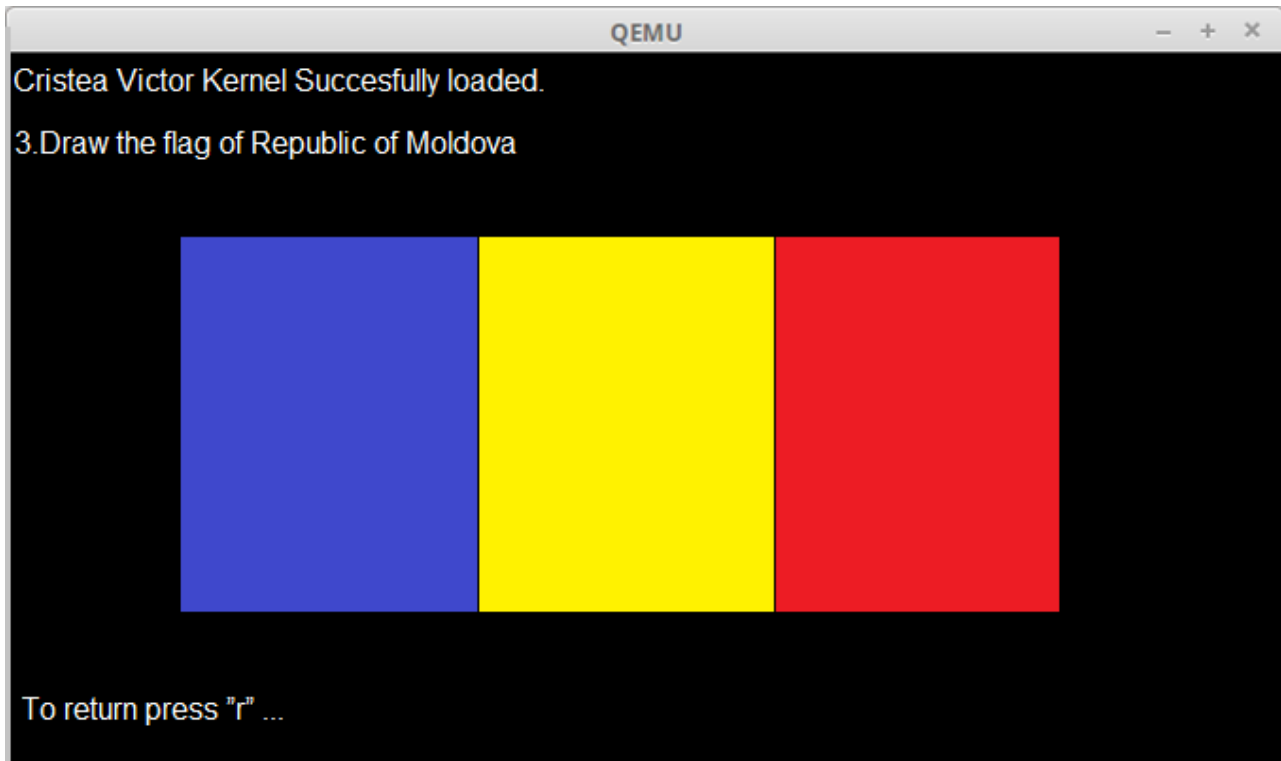 QEMU
Cristea Victor Kernel Succesfully loaded.
3.Draw the flag of Republic of Moldova
To return press ”r” ...